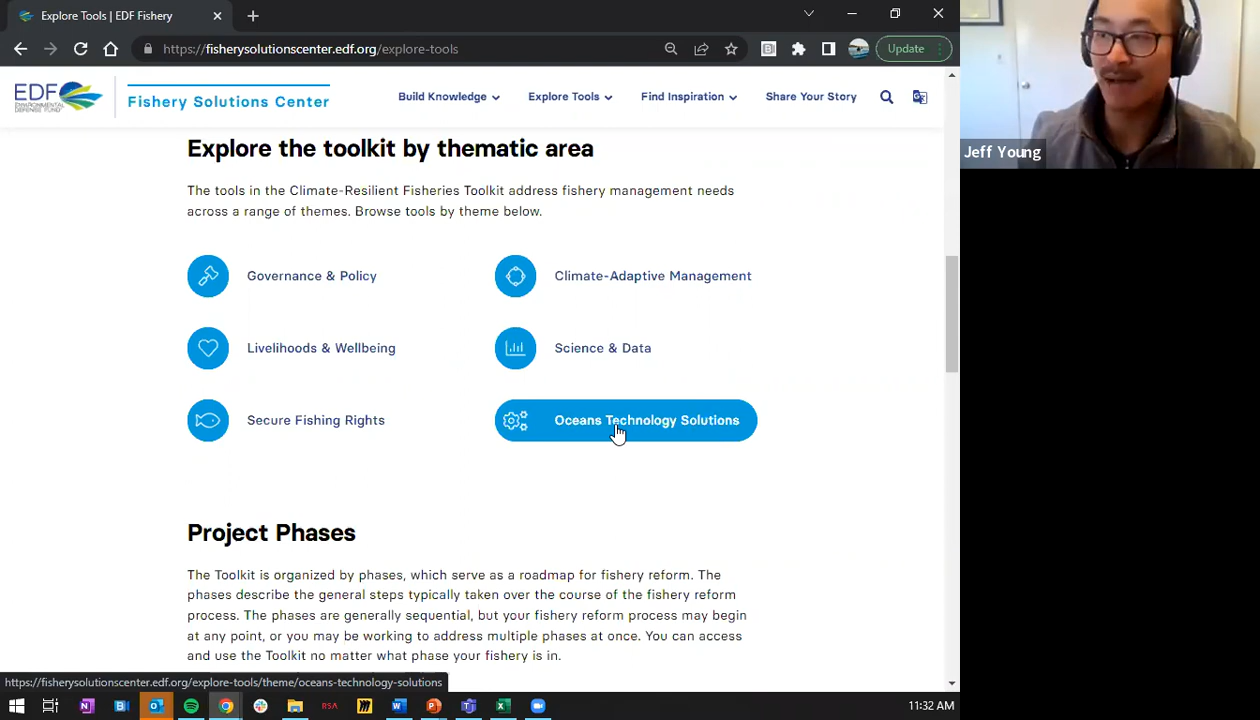 Explore Tools | EDF Fishery
https://fisherysolutionscenter.edf.org/explore-tools
Update
EDF
ENVIRONMENTAL
DEFENSE FUND
Fishery Solutions Center
Build Knowledge
Explore Tools
Find Inspiration
Share Your Story
Jeff Young
Explore the toolkit by thematic area
The tools in the Climate-Resilient Fisheries Toolkit address fishery management needs
across a range of themes. Browse tools by theme below.
Governance & Policy
Climate-Adaptive Management
Livelihoods & Wellbeing
Science & Data
Secure Fishing Rights
Oceans Technology Solutions
Project Phases
The Toolkit is organized by phases, which serve as a roadmap for fishery reform. The
phases describe the general steps typically taken over the course of the fishery reform
process. The phases are generally sequential, but your fishery reform process may begin
at any point, or you may be working to address multiple phases at once. You can access
and use the Toolkit no matter what phase your fishery is in.
https://fisherysolutionscenter.edf.org/explore-tools/theme/oceans-technology-solutions
RSA
11:32 AM